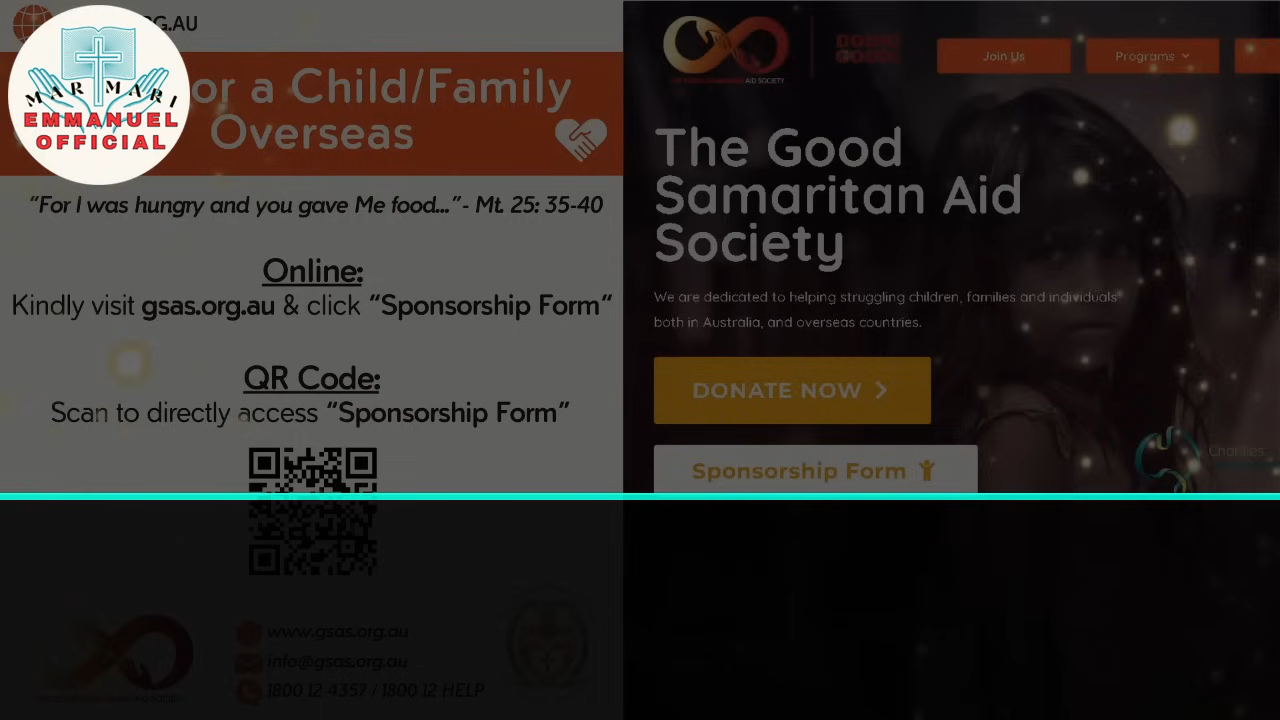 MAR MARI
EMMANUEL
OFFICIAL
G.AU
or a Child/Family
Overseas
"For I was hungry and you gave Me food..."- Mt. 25: 35-40
Online:
Kindly visit gsas.org.au & click "Sponsorship Form"
QR Code:
Scan to directly access "Sponsorship Form"
www.gsas.org.au
info@gsas.org.au
1800 12 4357 / 1800 12 HELP
AID SOCIETY
Join Us
Programs
The Good
Samaritan Aid
Society
We are dedicated to helping struggling children, families and individuals
both in Australia, and overseas countries.
DONATE NOW
Sponsorship Form
Charities